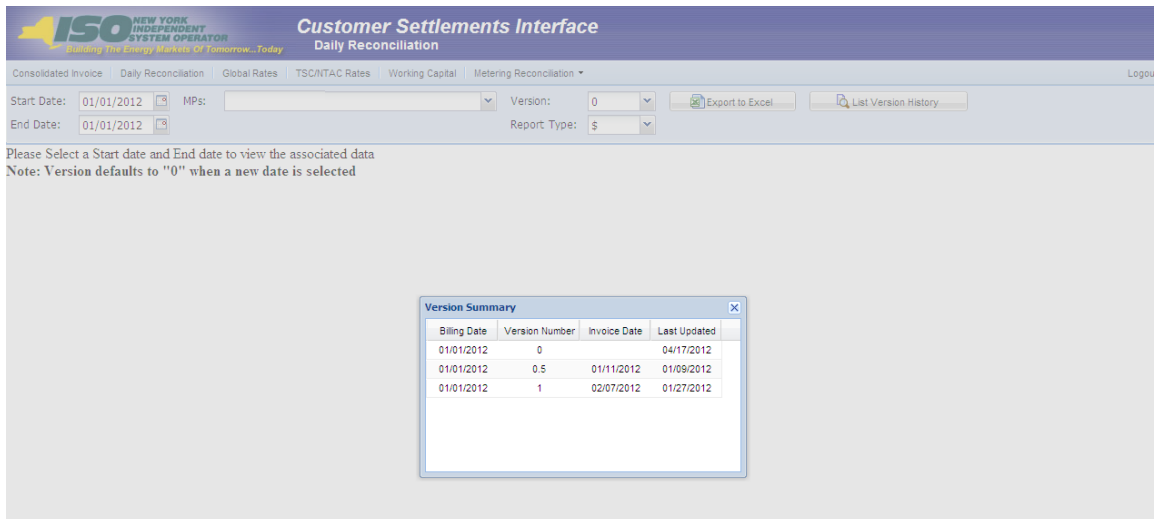 ISO NEW YORK
INDEPENDENT
SYSTEM OPERATOR
Building The Energy Markets Of Tomorrow...Today
Customer Settlements Interface
Daily Reconciliation
Consolidated Invoice Daily Reconciliation Global Rates TSC/NTAC Rates Working Capital Metering Reconciliation Logou
Start Date: 01/01/2012 MPs: Version: 0 Export to Excel List Version History
End Date: 01/01/2012 Report Type: $
Please Select a Start date and End date to view the associated data
Note: Version defaults to "0" when a new date is selected
Version Summary
Billing Date Version Number Invoice Date Last Updated
01/01/2012 0 04/17/2012
01/01/2012 0.5 01/11/2012 01/09/2012
01/01/2012 1 02/07/2012 01/27/2012